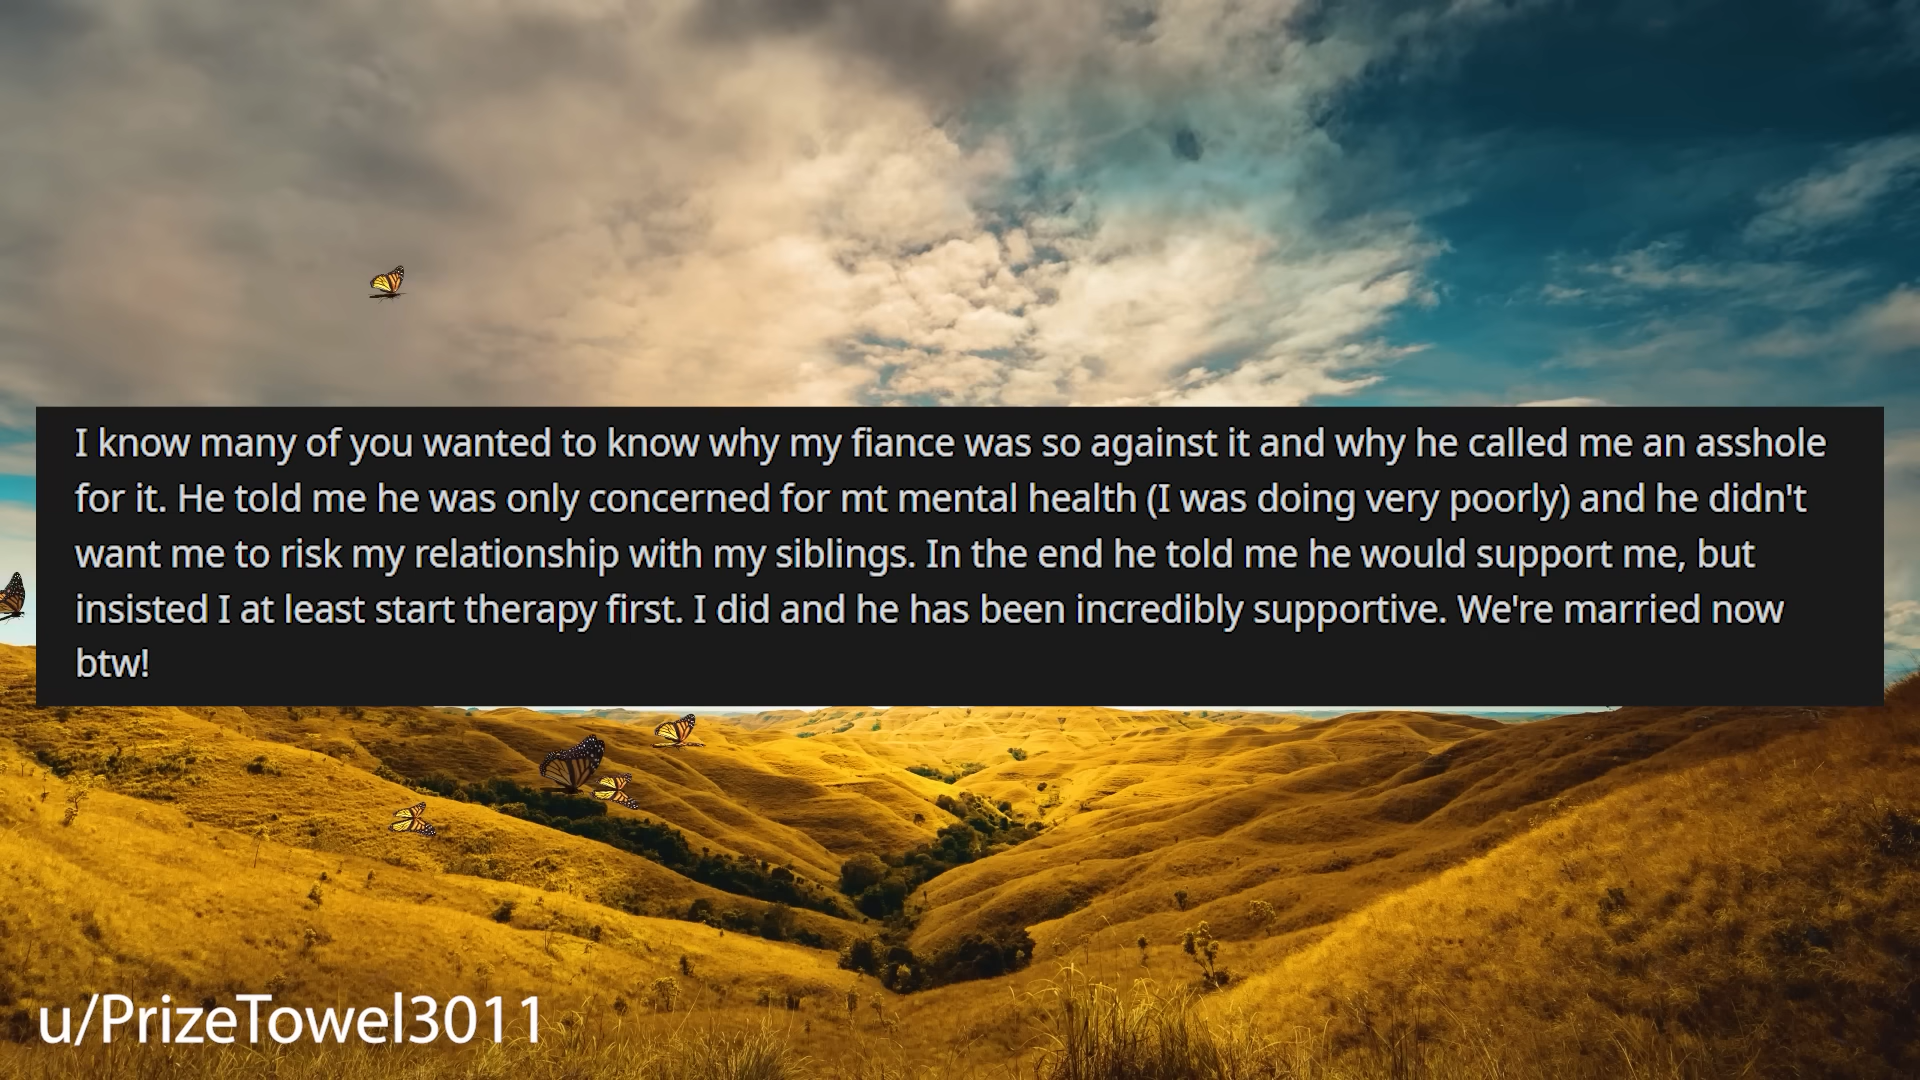 I know many of you wanted to know why my fiance was so against it and why he called me an asshole
for it. He told me he was only concerned for mt mental health (I was doing very poorly) and he didn't
want me to risk my relationship with my siblings. In the end he told me he would support me, but
insisted I at least start therapy first. I did and he has been incredibly supportive. We're married now
btw!
u/PrizeTowel3011